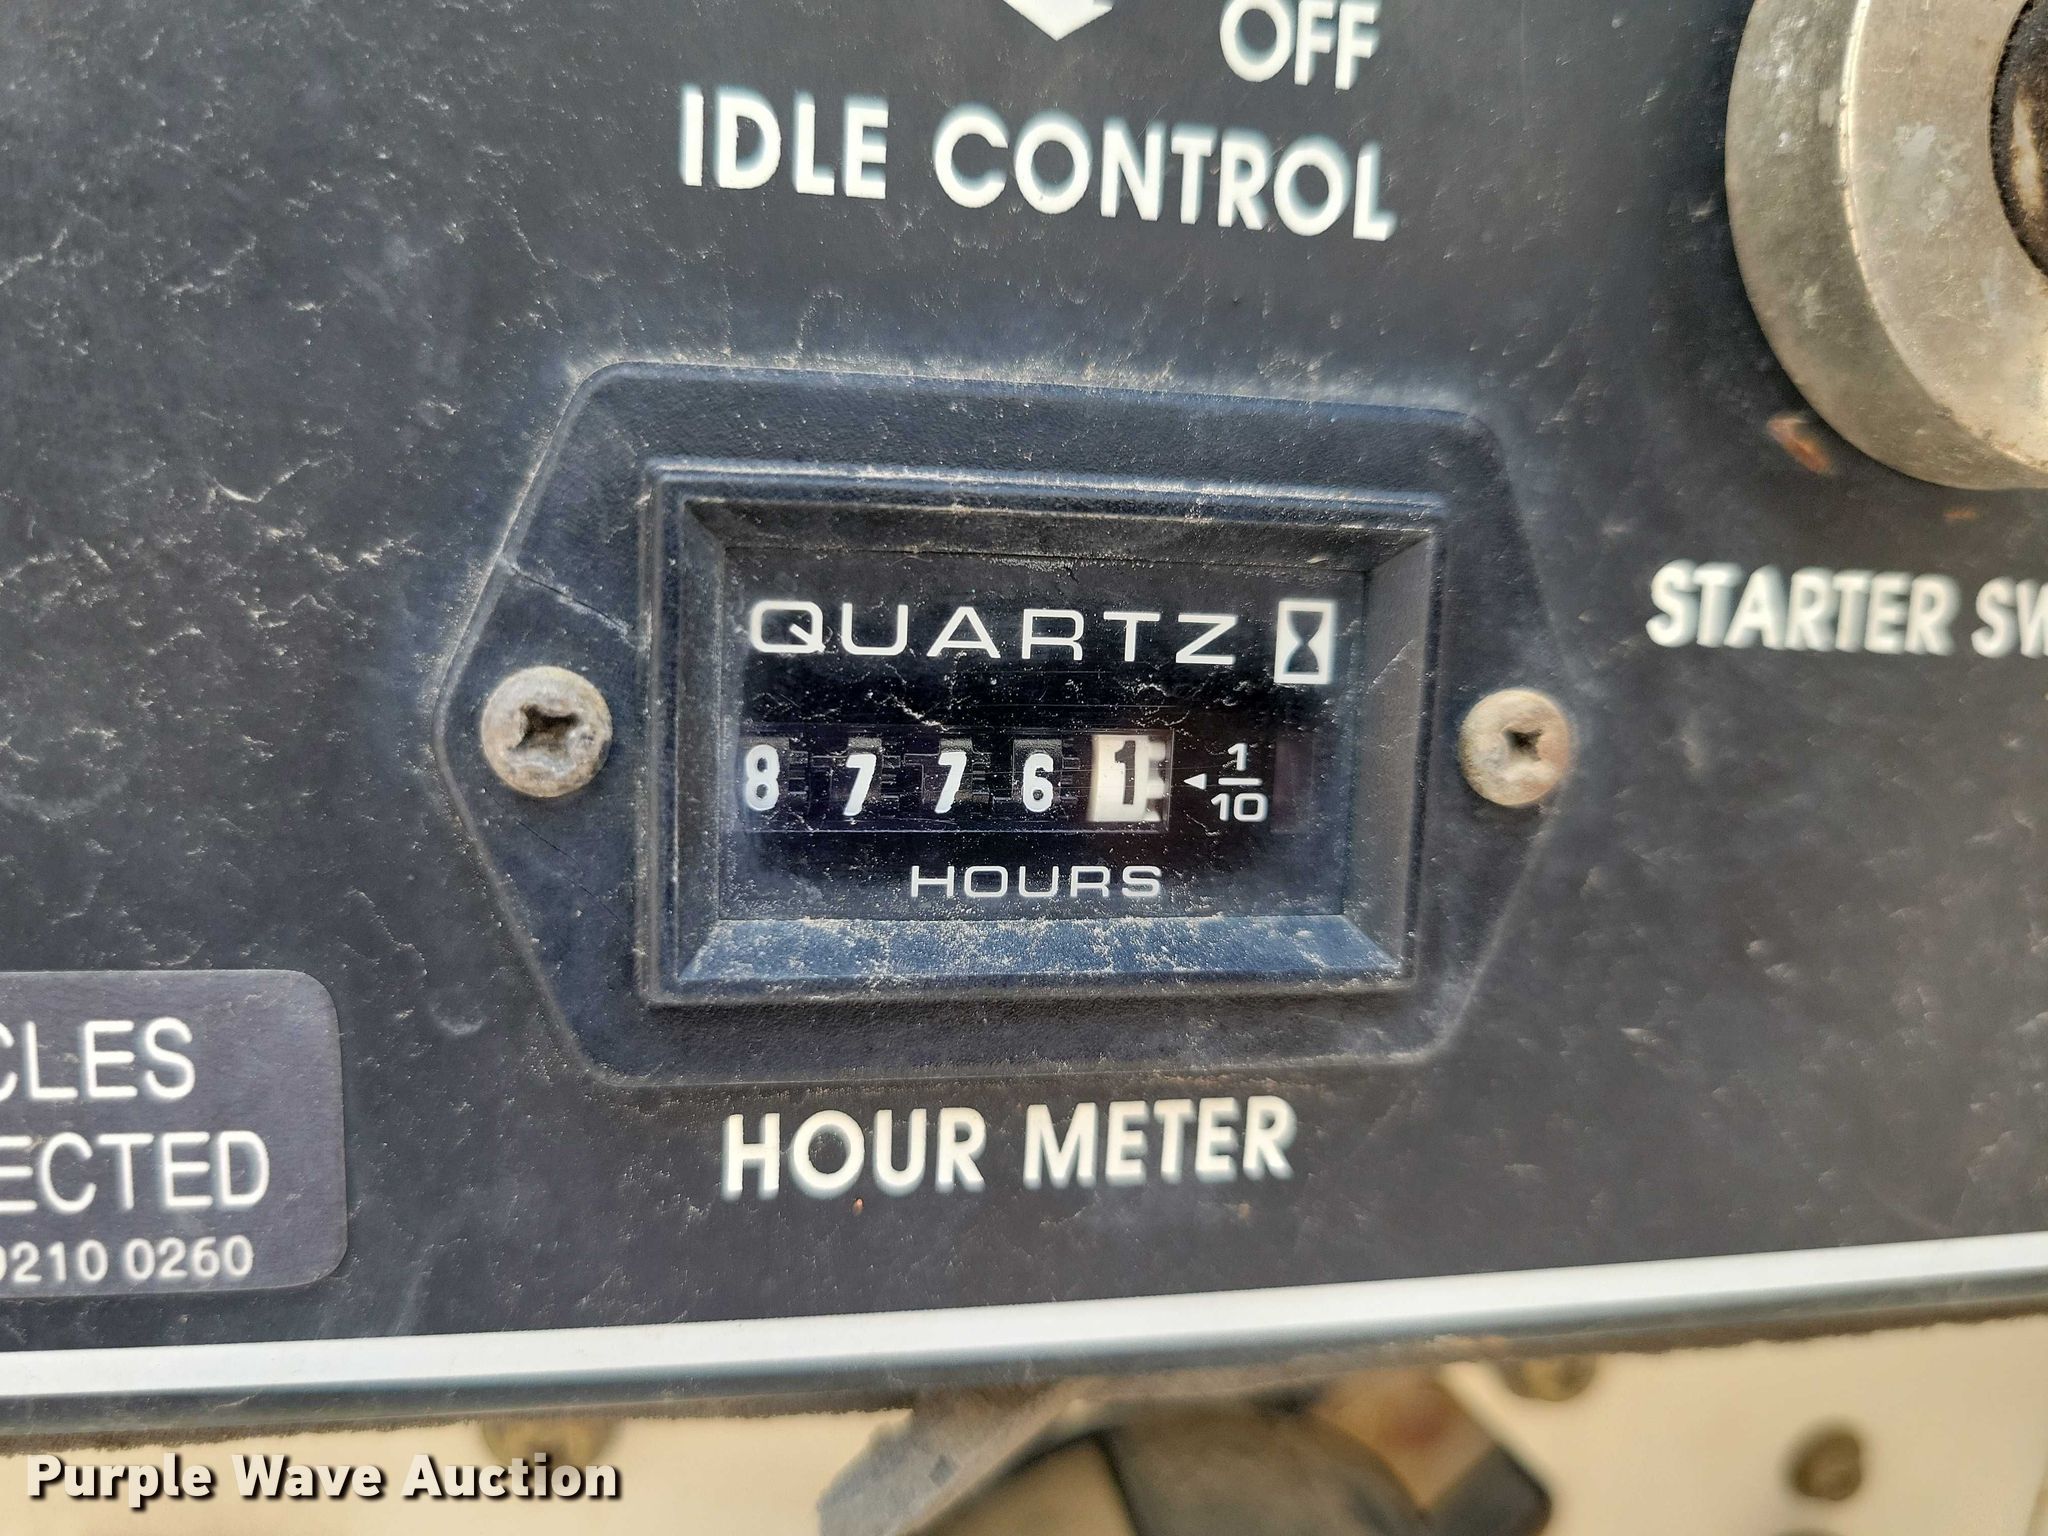 OFF
IDLE CONTROL
STARTER SW
QUARTZ
8 7 7 6 1 1/10
HOURS
HOUR METER
CLES
ECTED
0210 0260
Purple Wave Auction